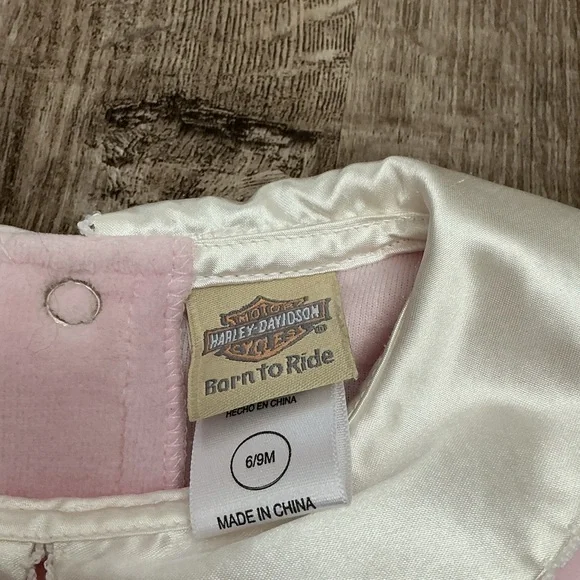 MOTOR
HARLEY-DAVIDSON
CYCLES
Born to Ride
HECHO EN CHINA
6/9M
MADE IN CHINA